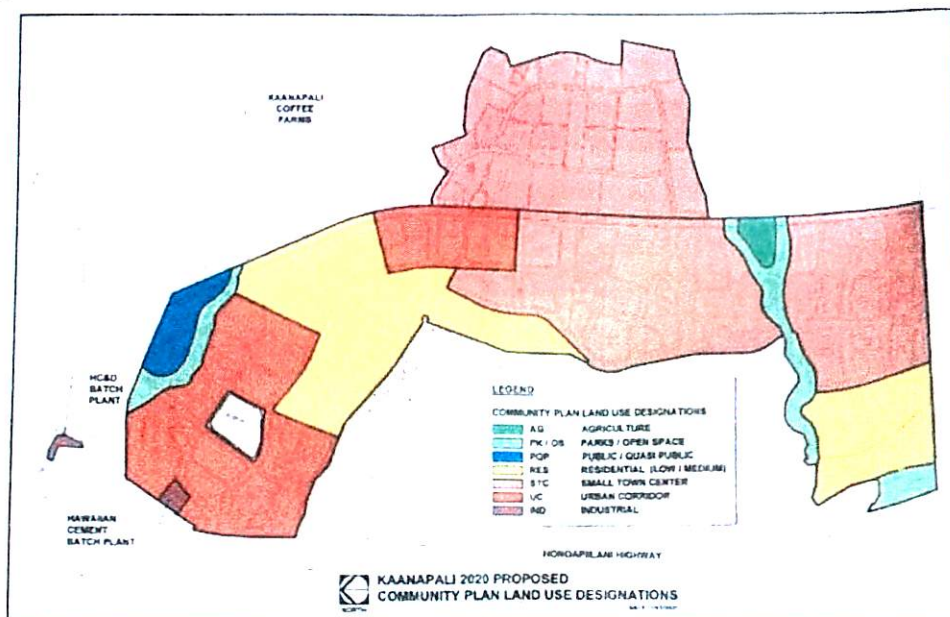 KAANAPALI
COFFEE
FARMS
HC&D
BATCH
PLANT
HAWAIIAN
CEMENT
BATCH PLANT
LEGEND
COMMUNITY PLAN LAND USE DESIGNATIONS
AG AGRICULTURE
PK / OS PARKS / OPEN SPACE
PQP PUBLIC / QUASI PUBLIC
RES RESIDENTIAL (LOW / MEDIUM)
STC SMALL TOWN CENTER
UC URBAN CORRIDOR
IND INDUSTRIAL
HONOAPIILANI HIGHWAY
KAANAPALI 2020 PROPOSED
COMMUNITY PLAN LAND USE DESIGNATIONS
NORTH